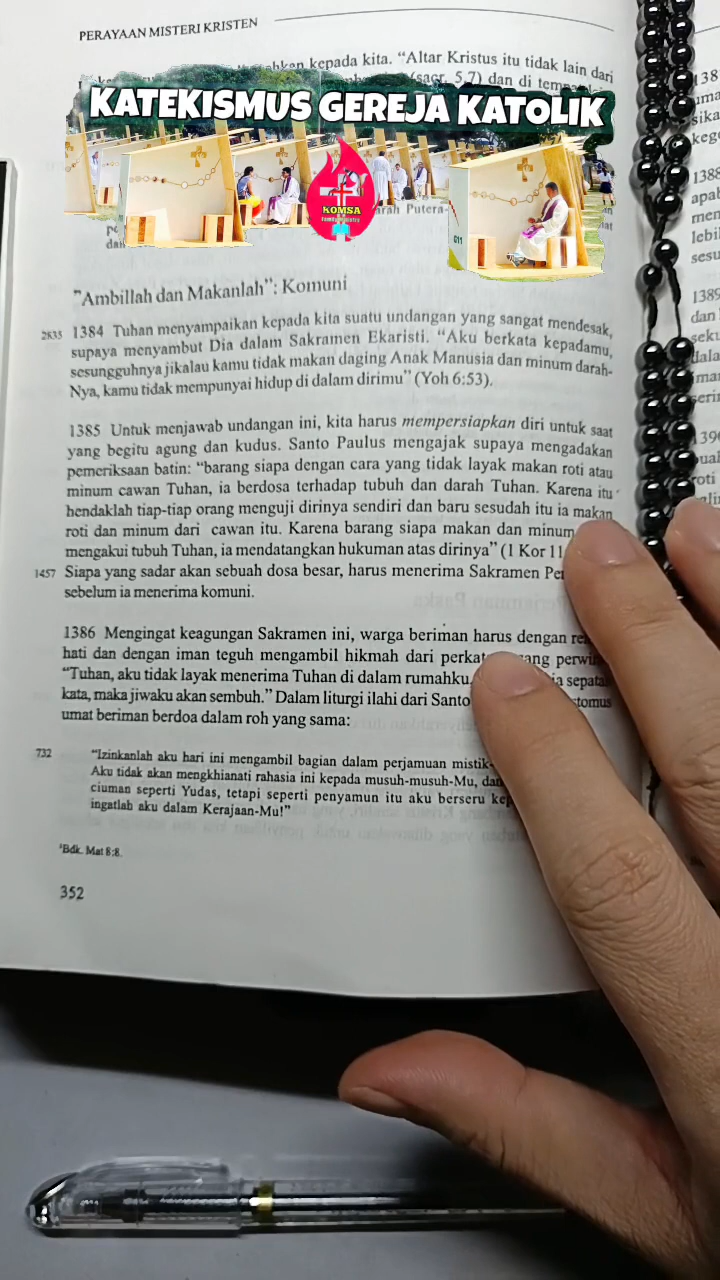 PERAYAAN MISTERI KRISTEN
kepada kita. “Altar Kristus itu tidak lain dari
(sacr. 5,7) dan di
KATEKISMUS GEREJA KATOLIK
KOMSA
011
Putera-
”Ambillah dan Makanlah”: Komuni
2835 1384 Tuhan menyampaikan kepada kita suatu undangan yang sangat mendesak,
supaya menyambut Dia dalam Sakramen Ekaristi. “Aku berkata kepadamu,
sesungguhnya jikalau kamu tidak makan daging Anak Manusia dan minum darah-
Nya, kamu tidak mempunyai hidup di dalam dirimu” (Yoh 6:53).
1385 Untuk menjawab undangan ini, kita harus mempersiapkan diri untuk saat
yang begitu agung dan kudus. Santo Paulus mengajak supaya mengadakan
pemeriksaan batin: “barang siapa dengan cara yang tidak layak makan roti atau
minum cawan Tuhan, ia berdosa terhadap tubuh dan darah Tuhan. Karena itu
hendaklah tiap-tiap orang menguji dirinya sendiri dan baru sesudah itu ia makan
roti dan minum dari cawan itu. Karena barang siapa makan dan minum
mengakui tubuh Tuhan, ia mendatangkan hukuman atas dirinya” (1 Kor 11
1457 Siapa yang sadar akan sebuah dosa besar, harus menerima Sakramen
sebelum ia menerima komuni.
1386 Mengingat keagungan Sakramen ini, warga beriman harus dengan
hati dan dengan iman teguh mengambil hikmah dari
“Tuhan, aku tidak layak menerima Tuhan di dalam rumahku.
kata, maka jiwaku akan sembuh.” Dalam liturgi ilahi dari Santo
umat beriman berdoa dalam roh yang sama:
732 “Izinkanlah aku hari ini mengambil bagian dalam perjamuan mistik-
Aku tidak akan mengkhianati rahasia ini kepada musuh-musuh-Mu,
ciuman seperti Yudas, tetapi seperti penyamun itu aku berseru
ingatlah aku dalam Kerajaan-Mu!”
Bdk. Mat 8:8.
352